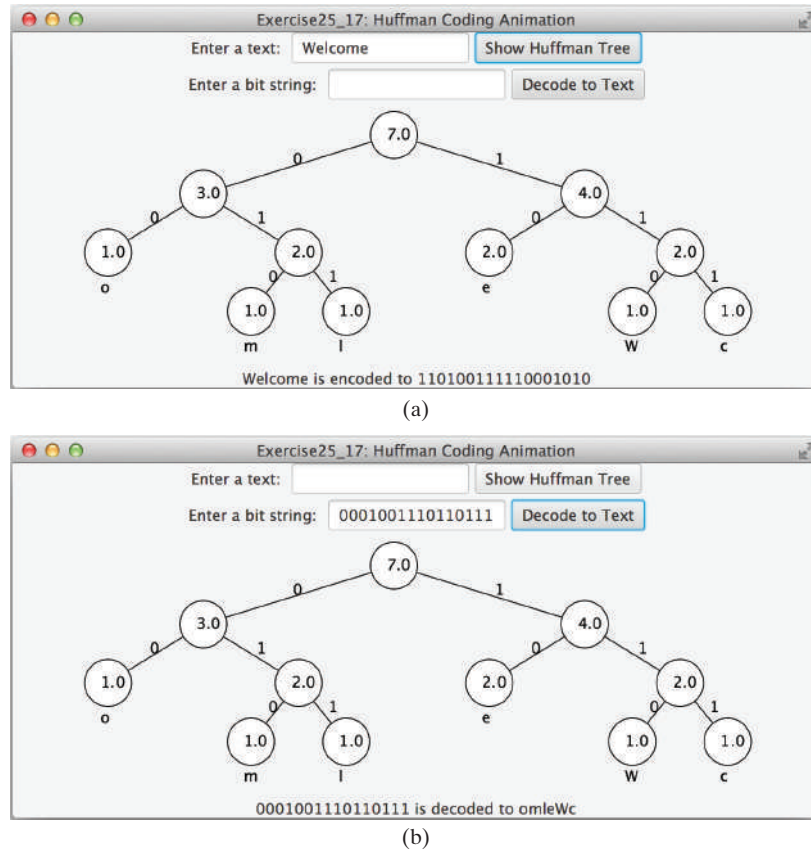 Exercise25_17: Huffman Coding Animation
Enter a text: Welcome Show Huffman Tree
Enter a bit string: Decode to Text
7.0
0 1
3.0 4.0
0 1 0 1
1.0 2.0 2.0 2.0
o 0 1 e 0 1
1.0 1.0 1.0 1.0
m l W c
Welcome is encoded to 110100111110001010
(a)
Exercise25_17: Huffman Coding Animation
Enter a text: Show Huffman Tree
Enter a bit string: 0001001110110111 Decode to Text
7.0
0 1
3.0 4.0
0 1 0 1
1.0 2.0 2.0 2.0
o 0 1 e 0 1
1.0 1.0 1.0 1.0
m l W c
0001001110110111 is decoded to omleWc
(b)